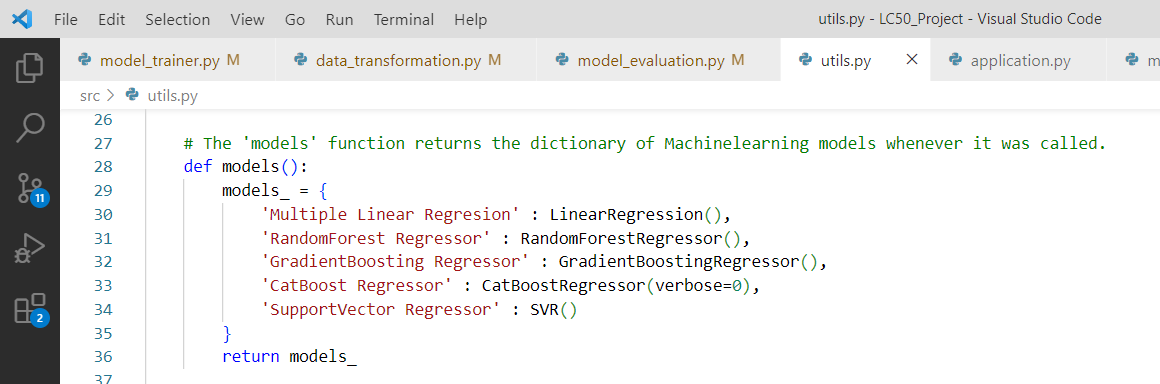 File Edit Selection View Go Run Terminal Help utils.py - LC50_Project - Visual Studio Code
model_trainer.py M data_transformation.py M model_evaluation.py M utils.py application.py m
src > utils.py
26
27 # The 'models' function returns the dictionary of Machinelearning models whenever it was called.
28 def models():
29 models_ = {
30 'Multiple Linear Regresion' : LinearRegression(),
31 'RandomForest Regressor' : RandomForestRegressor(),
32 'GradientBoosting Regressor' : GradientBoostingRegressor(),
33 'CatBoost Regressor' : CatBoostRegressor(verbose=0),
34 'SupportVector Regressor' : SVR()
35 }
36 return models_
37
11
2